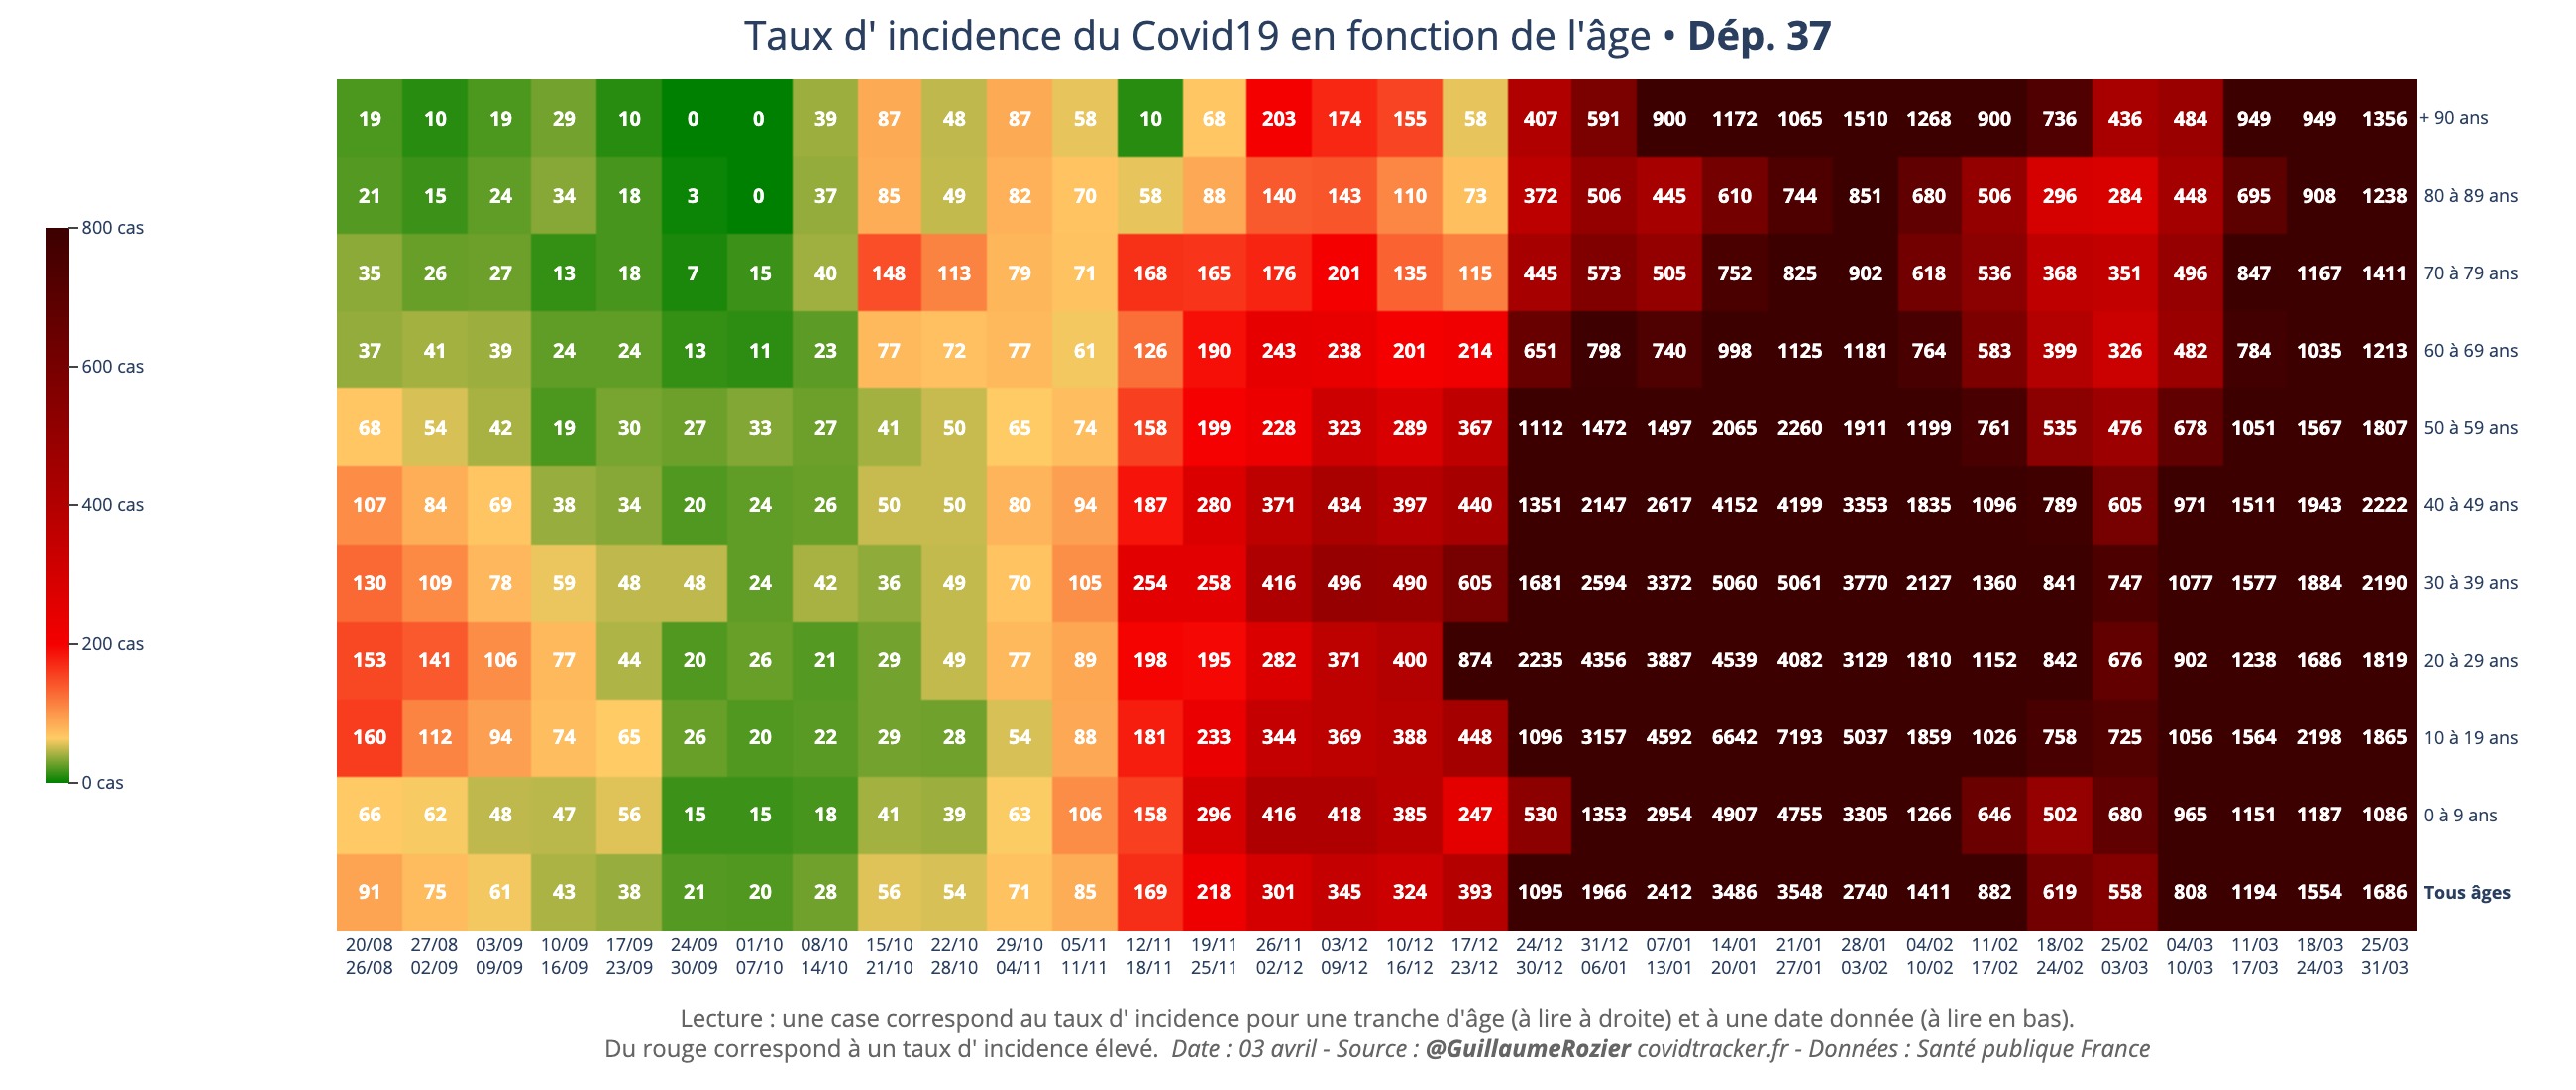 Taux d' incidence du Covid19 en fonction de l'âge • Dép. 37
800 cas
600 cas
400 cas
200 cas
0 cas
19 10 19 29 10 0 0 39 87 48 87 58 10 68 203 174 155 58 407 591 900 1172 1065 1510 1268 900 736 436 484 949 949 1356 + 90 ans
21 15 24 34 18 3 0 37 85 49 82 70 58 88 140 143 110 73 372 506 445 610 744 851 680 506 296 284 448 695 908 1238 80 à 89 ans
35 26 27 13 18 7 15 40 148 113 79 71 168 165 176 201 135 115 445 573 505 752 825 902 618 536 368 351 496 847 1167 1411 70 à 79 ans
37 41 39 24 24 13 11 23 77 72 77 61 126 190 243 238 201 214 651 798 740 998 1125 1181 764 583 399 326 482 784 1035 1213 60 à 69 ans
68 54 42 19 30 27 33 27 41 50 65 74 158 199 228 323 289 367 1112 1472 1497 2065 2260 1911 1199 761 535 476 678 1051 1567 1807 50 à 59 ans
107 84 69 38 34 20 24 26 50 50 80 94 187 280 371 434 397 440 1351 2147 2617 4152 4199 3353 1835 1096 789 605 971 1511 1943 2222 40 à 49 ans
130 109 78 59 48 48 24 42 36 49 70 105 254 258 416 496 490 605 1681 2594 3372 5060 5061 3770 2127 1360 841 747 1077 1577 1884 2190 30 à 39 ans
153 141 106 77 44 20 26 21 29 49 77 89 198 195 282 371 400 874 2235 4356 3887 4539 4082 3129 1810 1152 842 676 902 1238 1686 1819 20 à 29 ans
160 112 94 74 65 26 20 22 29 28 54 88 181 233 344 369 388 448 1096 3157 4592 6642 7193 5037 1859 1026 758 725 1056 1564 2198 1865 10 à 19 ans
66 62 48 47 56 15 15 18 41 39 63 106 158 296 416 418 385 247 530 1353 2954 4907 4755 3305 1266 646 502 680 965 1151 1187 1086 0 à 9 ans
91 75 61 43 38 21 20 28 56 54 71 85 169 218 301 345 324 393 1095 1966 2412 3486 3548 2740 1411 882 619 558 808 1194 1554 1686 Tous âges
20/08 27/08 03/09 10/09 17/09 24/09 01/10 08/10 15/10 22/10 29/10 05/11 12/11 19/11 26/11 03/12 10/12 17/12 24/12 31/12 07/01 14/01 21/01 28/01 04/02 11/02 18/02 25/02 04/03 11/03 18/03 25/03
26/08 02/09 09/09 16/09 23/09 30/09 07/10 14/10 21/10 28/10 04/11 11/11 18/11 25/11 02/12 09/12 16/12 23/12 30/12 06/01 13/01 20/01 27/01 03/02 10/02 17/02 24/02 03/03 10/03 17/03 24/03 31/03
Lecture : une case correspond au taux d' incidence pour une tranche d'âge (à lire à droite) et à une date donnée (à lire en bas).
Du rouge correspond à un taux d' incidence élevé. Date : 03 avril - Source : @GuillaumeRozier covidtracker.fr - Données : Santé publique France